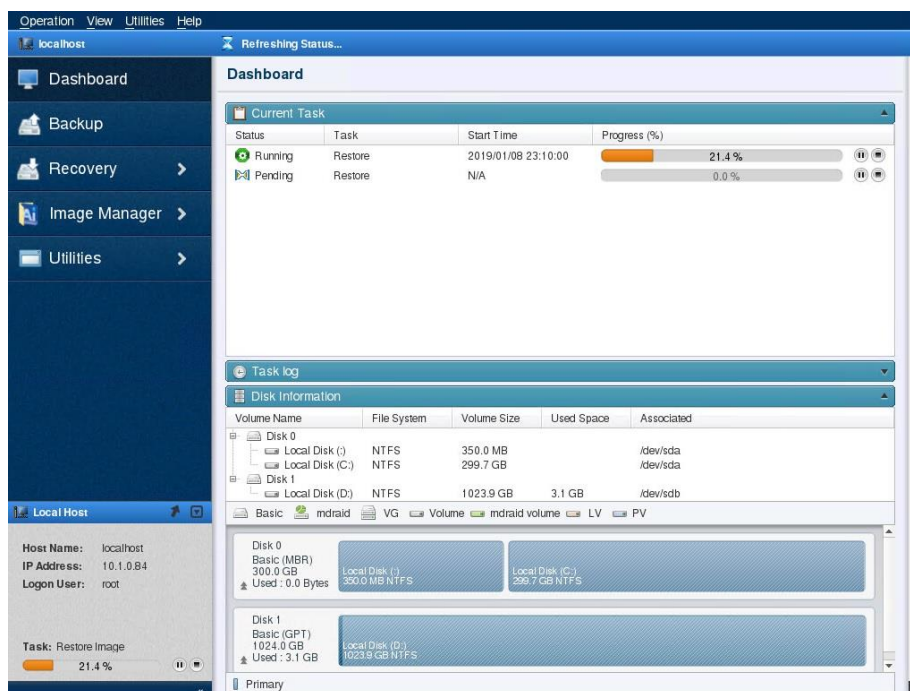 Operation View Utilities Help
localhost
Refreshing Status...
Dashboard
Backup
Recovery
Image Manager
Utilities
Dashboard
Current Task
Status Task Start Time Progress (%)
Running Restore 2019/01/08 23:10:00 21.4 %
Pending Restore N/A 0.0 %
Task log
Disk Information
Volume Name File System Volume Size Used Space Associated
Disk 0
Local Disk (:) NTFS 350.0 MB /dev/sda
Local Disk (C:) NTFS 299.7 GB /dev/sda
Disk 1
Local Disk (D:) NTFS 1023.9 GB 3.1 GB /dev/sdb
Basic mdraid VG Volume mdraid volume LV PV
Disk 0
Basic (MBR)
300.0 GB
Used : 0.0 Bytes
Local Disk (:)
350.0 MB NTFS
Local Disk (C:)
299.7 GB NTFS
Disk 1
Basic (GPT)
1024.0 GB
Used : 3.1 GB
Local Disk (D:)
1023.9 GB NTFS
Primary
Local Host
Host Name: localhost
IP Address: 10.1.0.84
Logon User: root
Task: Restore Image
21.4 %